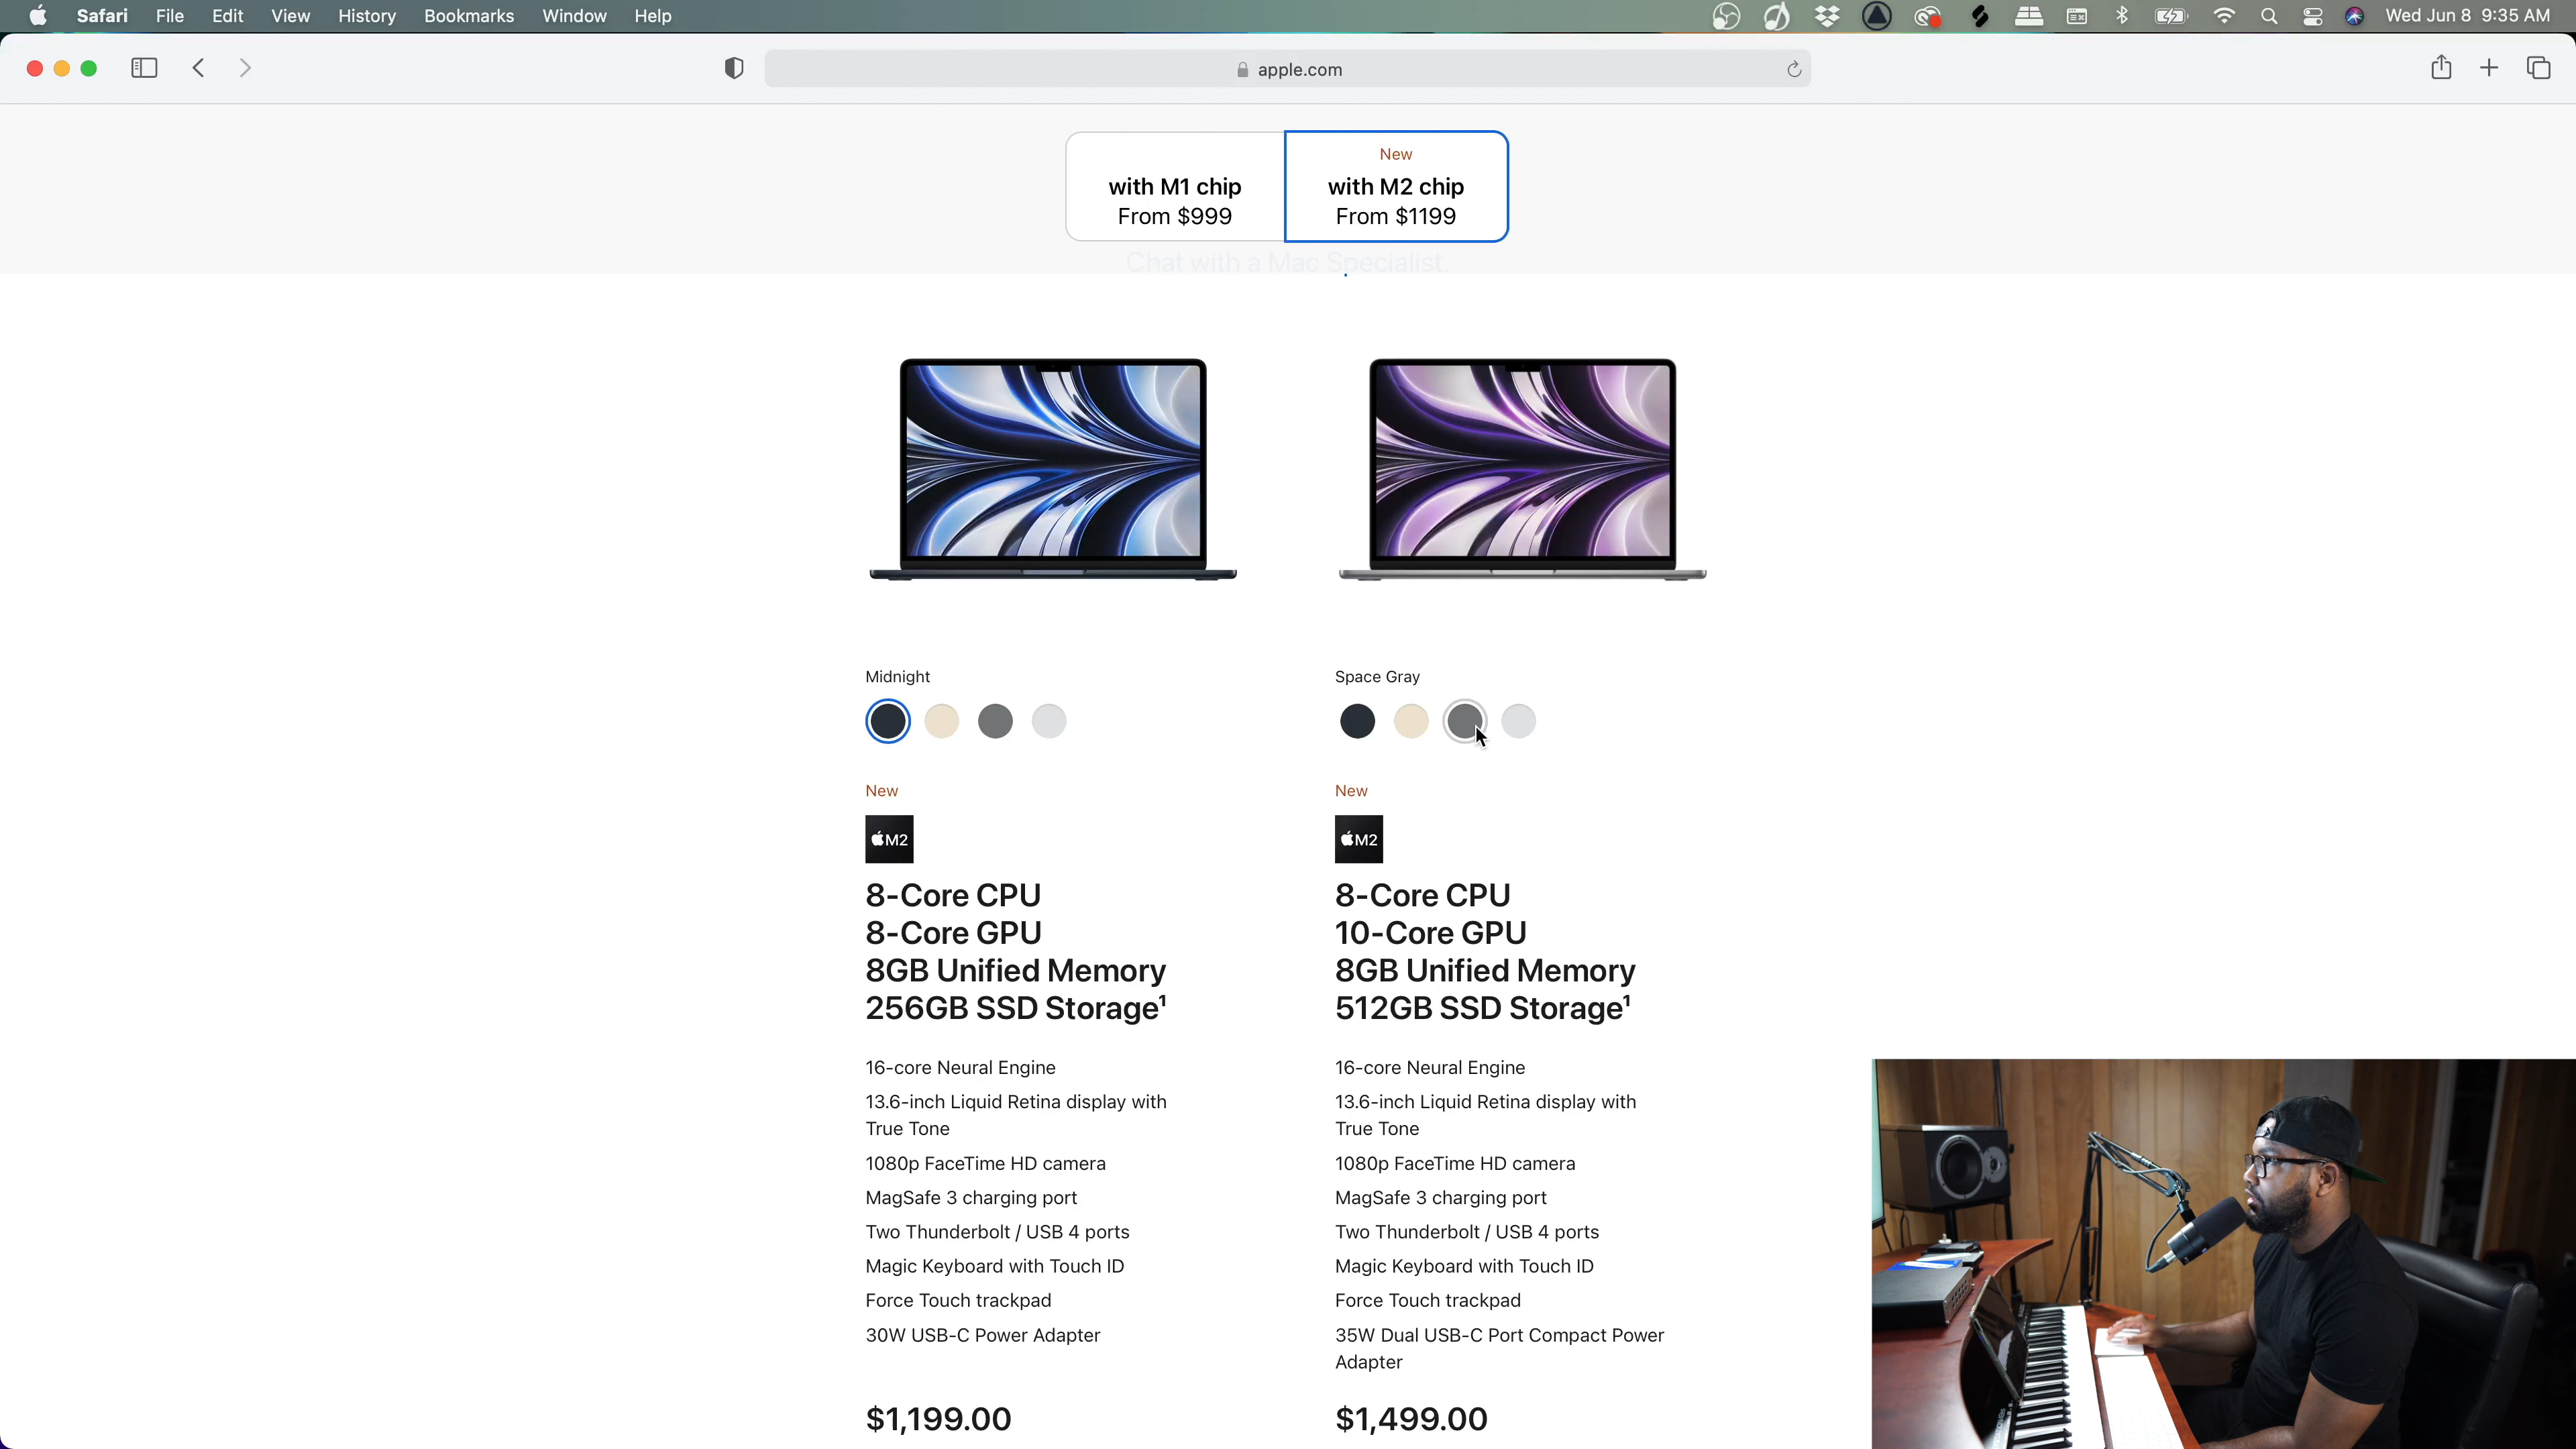 Safari File Edit View History Bookmarks Window Help Wed Jun 8 9:35 AM
apple.com
New
with M1 chip
From $999
with M2 chip
From $1199
Chat with a Mac Specialist.
Midnight
New
M2
8-Core CPU
8-Core GPU
8GB Unified Memory
256GB SSD Storage¹
16-core Neural Engine
13.6-inch Liquid Retina display with
True Tone
1080p FaceTime HD camera
MagSafe 3 charging port
Two Thunderbolt / USB 4 ports
Magic Keyboard with Touch ID
Force Touch trackpad
30W USB-C Power Adapter
$1,199.00
Space Gray
New
M2
8-Core CPU
10-Core GPU
8GB Unified Memory
512GB SSD Storage¹
16-core Neural Engine
13.6-inch Liquid Retina display with
True Tone
1080p FaceTime HD camera
MagSafe 3 charging port
Two Thunderbolt / USB 4 ports
Magic Keyboard with Touch ID
Force Touch trackpad
35W Dual USB-C Port Compact Power
Adapter
$1,499.00